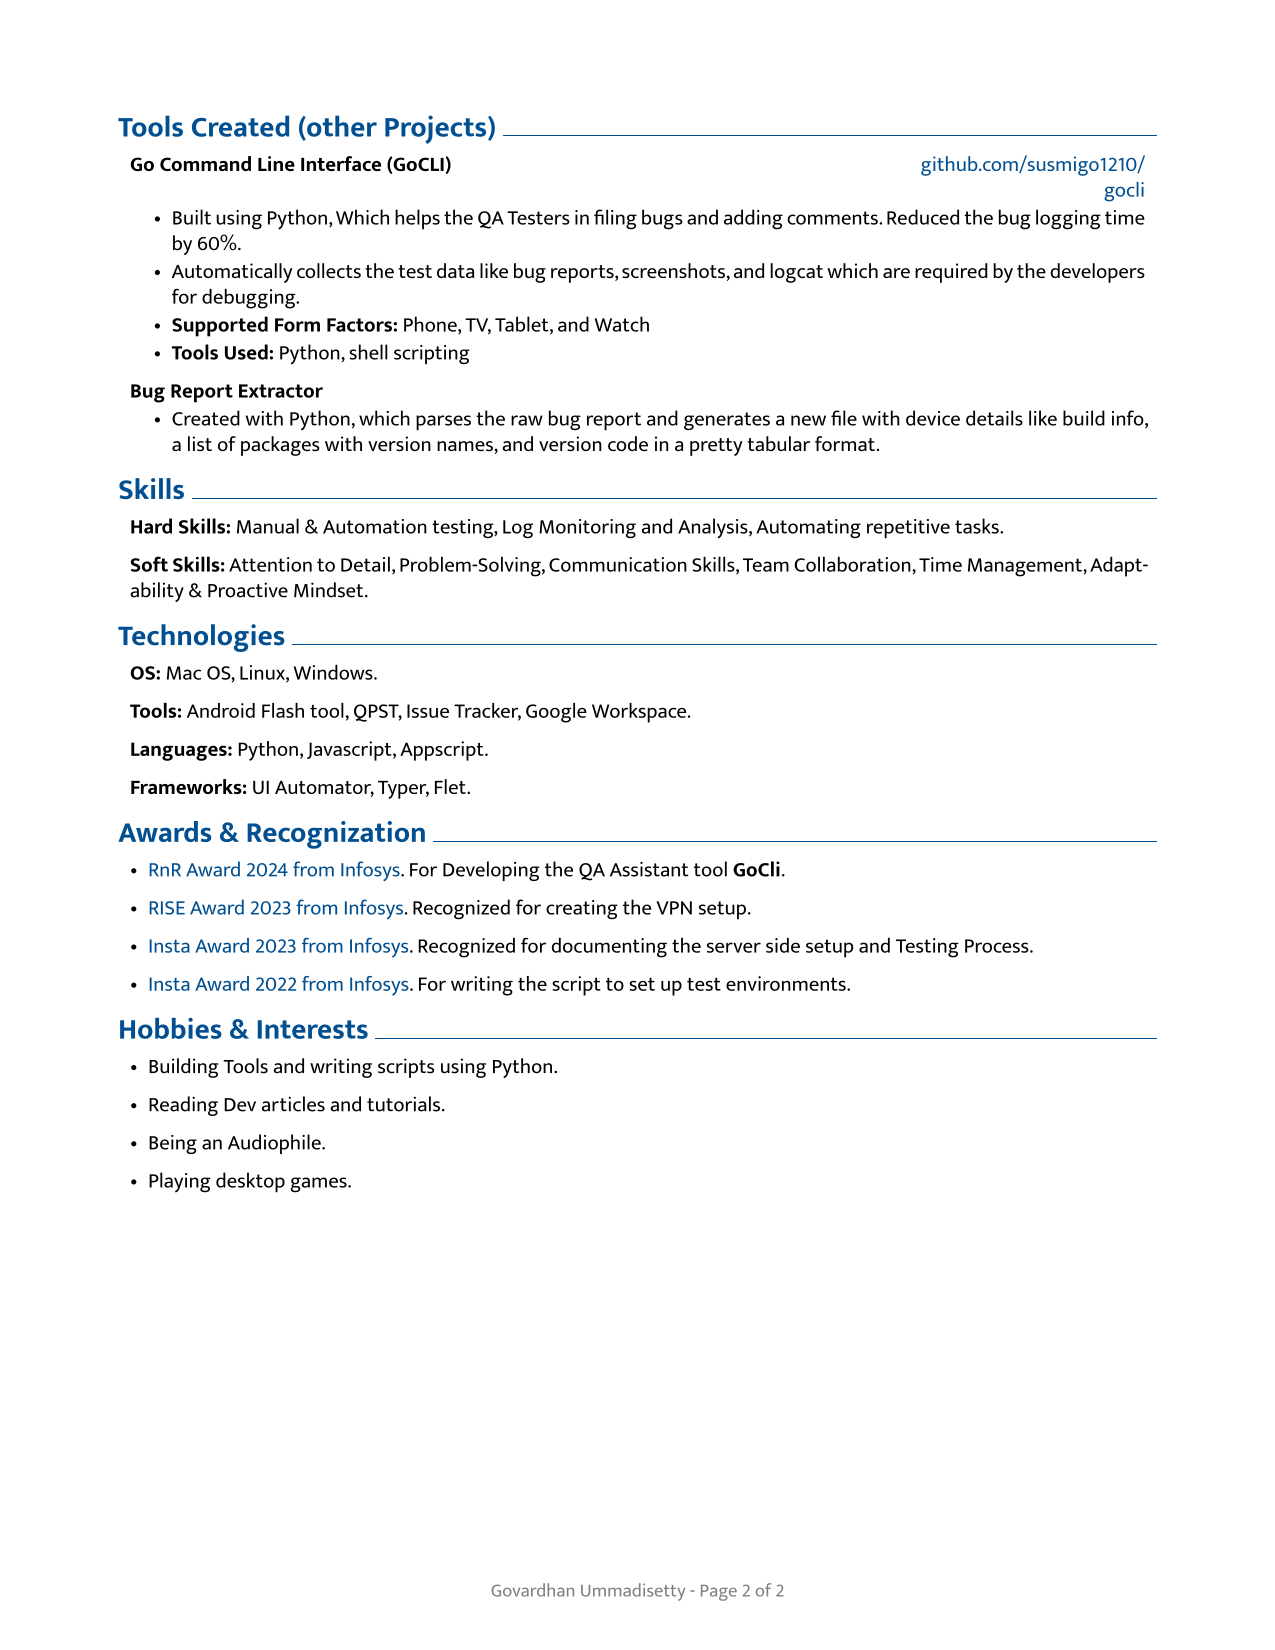 Tools Created (other Projects)
Go Command Line Interface (GoCLI)
github.com/susmigo1210/
gocli
• Built using Python, Which helps the QA Testers in filing bugs and adding comments. Reduced the bug logging time
by 60%.
• Automatically collects the test data like bug reports, screenshots, and logcat which are required by the developers
for debugging.
• Supported Form Factors: Phone, TV, Tablet, and Watch
• Tools Used: Python, shell scripting
Bug Report Extractor
• Created with Python, which parses the raw bug report and generates a new file with device details like build info,
a list of packages with version names, and version code in a pretty tabular format.
Skills
Hard Skills: Manual & Automation testing, Log Monitoring and Analysis, Automating repetitive tasks.
Soft Skills: Attention to Detail, Problem-Solving, Communication Skills, Team Collaboration, Time Management, Adapt-
ability & Proactive Mindset.
Technologies
OS: Mac OS, Linux, Windows.
Tools: Android Flash tool, QPST, Issue Tracker, Google Workspace.
Languages: Python, Javascript, Appscript.
Frameworks: UI Automator, Typer, Flet.
Awards & Recognization
• RnR Award 2024 from Infosys. For Developing the QA Assistant tool GoCli.
• RISE Award 2023 from Infosys. Recognized for creating the VPN setup.
• Insta Award 2023 from Infosys. Recognized for documenting the server side setup and Testing Process.
• Insta Award 2022 from Infosys. For writing the script to set up test environments.
Hobbies & Interests
• Building Tools and writing scripts using Python.
• Reading Dev articles and tutorials.
• Being an Audiophile.
• Playing desktop games.
Govardhan Ummadisetty - Page 2 of 2